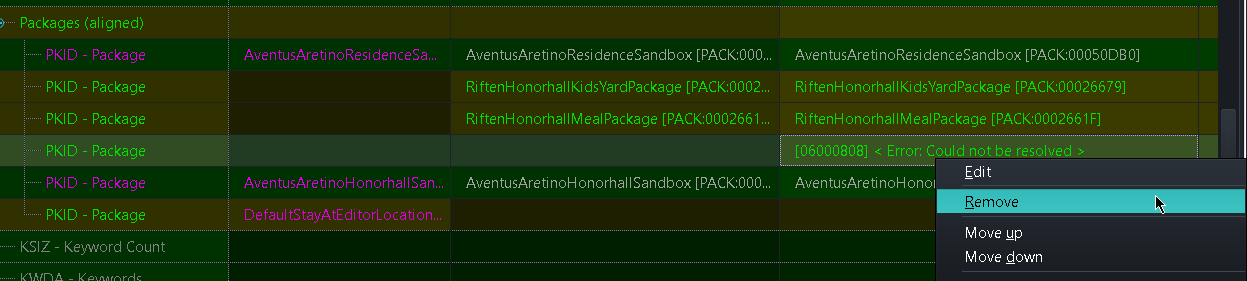 Packages (aligned)
PKID - Package AventusAretinoResidenceSa... AventusAretinoResidenceSandbox [PACK:000... AventusAretinoResidenceSandbox [PACK:00050DB0]
PKID - Package RiftenHonorhallKidsYardPackage [PACK:0002... RiftenHonorhallKidsYardPackage [PACK:00026679]
PKID - Package RiftenHonorhallMealPackage [PACK:0002661... RiftenHonorhallMealPackage [PACK:0002661F]
PKID - Package [06000808] < Error: Could not be resolved >
Edit
PKID - Package AventusAretinoHonorhallSan... AventusAretinoHonorhallSandbox [PACK:000... AventusAretinoHonor
Remove
PKID - Package DefaultStayAtEditorLocation...
Move up
KSIZ - Keyword Count
Move down
KWDA - Keywords